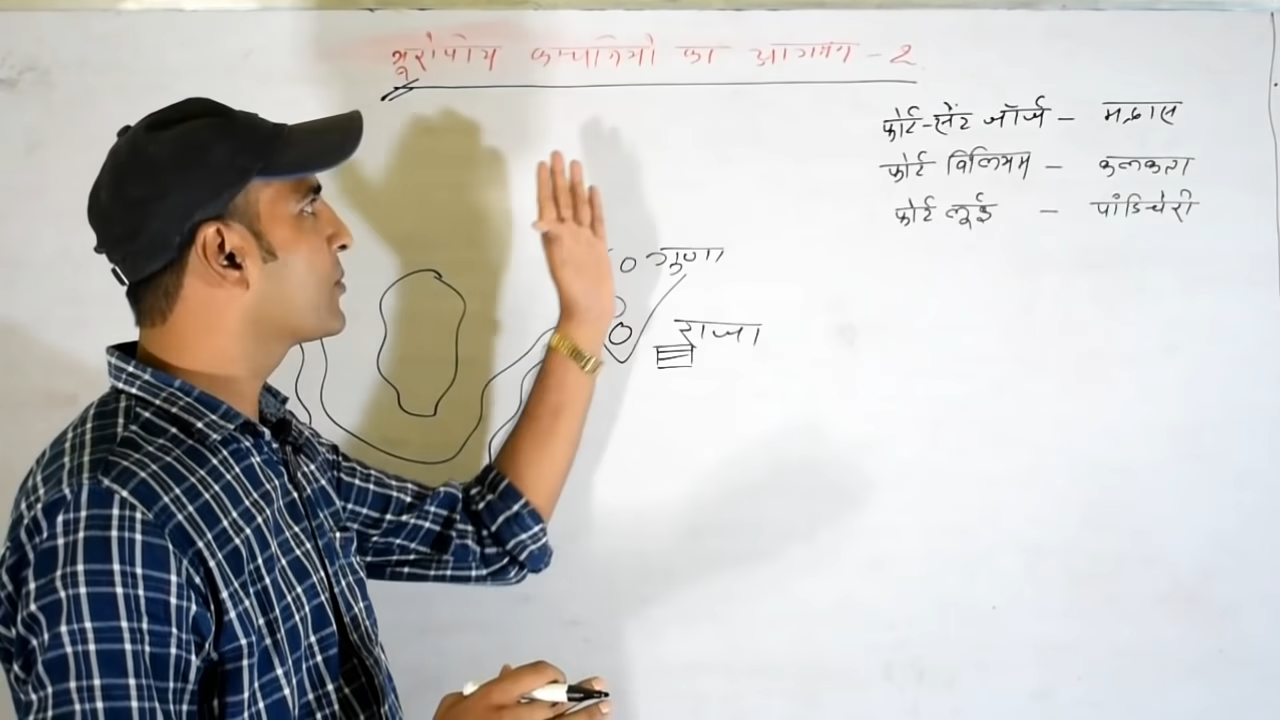 यूरोपीय कम्पनियों का आगमन - 2
फोर्ट-सेंट जॉर्ज - मद्रास
फोर्ट विलियम - कलकत्ता
फोर्ट लूई - पांडिचेरी
राजा